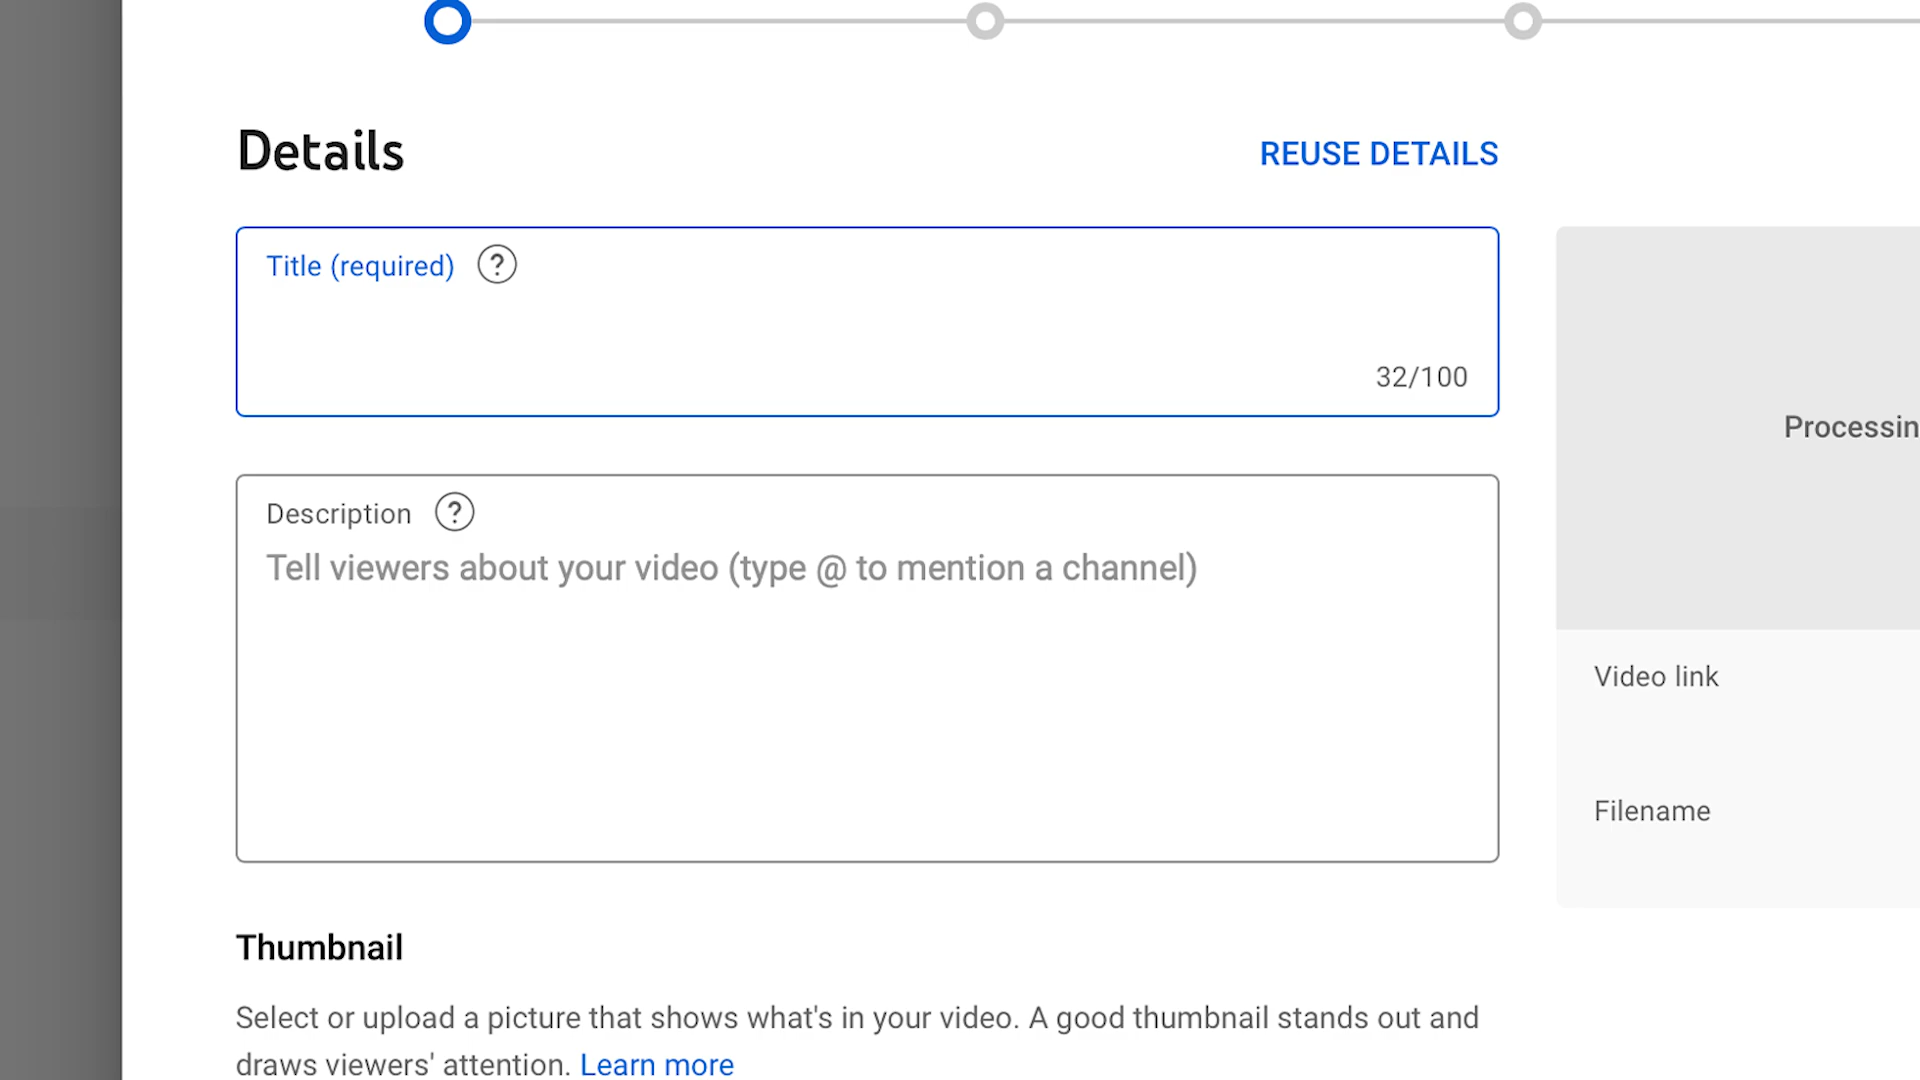 Details
REUSE DETAILS
Title (required) ?
32/100
Processin
Description ?
Tell viewers about your video (type @ to mention a channel)
Video link
Filename
Thumbnail
Select or upload a picture that shows what's in your video. A good thumbnail stands out and
draws viewers' attention. Learn more